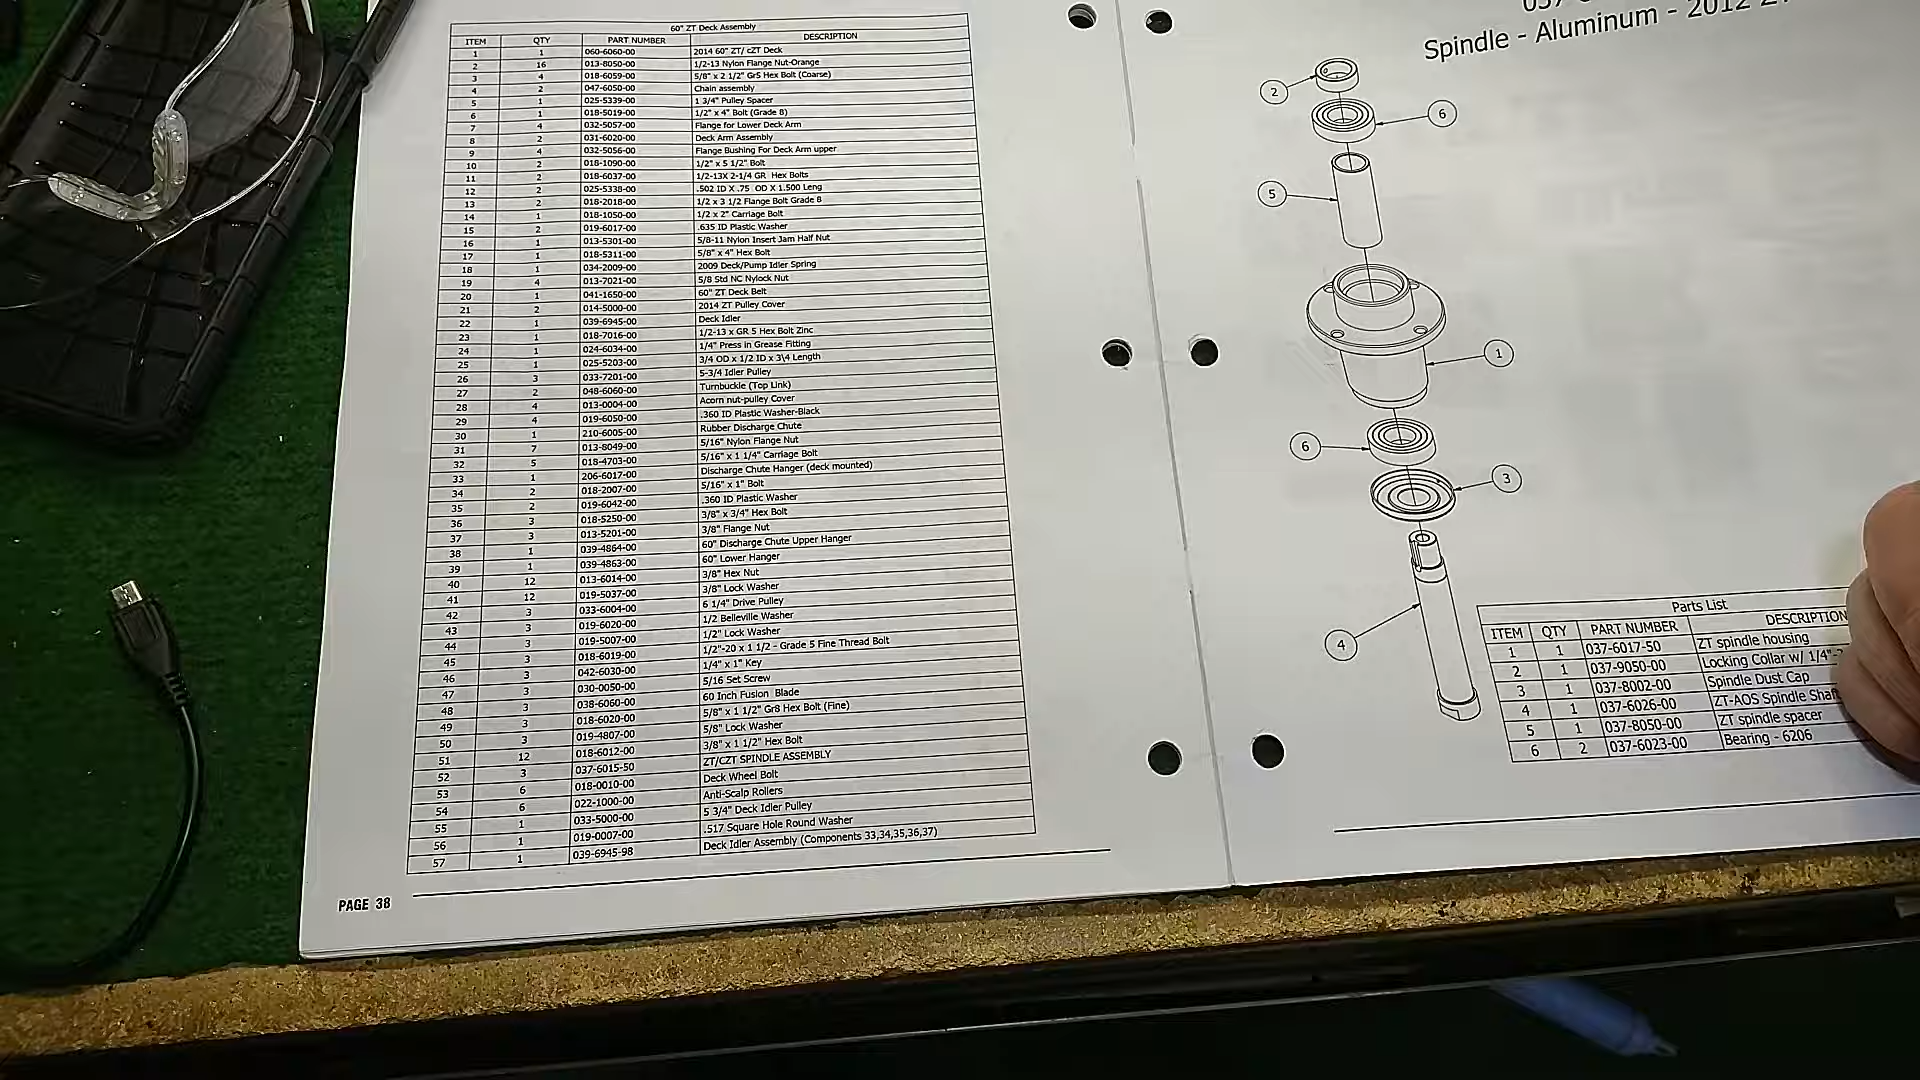 60" ZT Deck Assembly
ITEM QTY PART NUMBER DESCRIPTION
1 1 060-6060-00 2014 60" ZT/ cZT Deck
2 16 013-8050-00 1/2-13 Nylon Flange Nut-Orange
3 4 018-6059-00 5/8" x 2 1/2" Gr5 Hex Bolt (Coarse)
4 2 047-6050-00 Chain assembly
5 1 025-5339-00 1 3/4" Pulley Spacer
6 1 018-5019-00 1/2" x 4" Bolt (Grade 8)
7 4 032-5057-00 Flange for Lower Deck Arm
8 2 031-6020-00 Deck Arm Assembly
9 4 032-5056-00 Flange Bushing For Deck Arm upper
10 2 018-1090-00 1/2" x 5 1/2" Bolt
11 2 018-6037-00 1/2-13X 2-1/4 GR Hex Bolts
12 2 025-5338-00 .502 ID X .75 OD X 1.500 Leng
13 2 018-2018-00 1/2 x 3 1/2 Flange Bolt Grade 8
14 1 018-1050-00 1/2 x 2" Carriage Bolt
15 2 019-6017-00 .635 ID Plastic Washer
16 1 013-5301-00 5/8-11 Nylon Insert Jam Half Nut
17 1 018-5311-00 5/8" x 4" Hex Bolt
18 1 034-2009-00 2009 Deck/Pump Idler Spring
19 4 013-7021-00 5/8 Std NC Nylock Nut
20 1 041-1650-00 60" ZT Deck Belt
21 2 014-5000-00 2014 ZT Pulley Cover
22 1 039-6945-00 Deck Idler
23 1 018-7016-00 1/2-13 x GR 5 Hex Bolt Zinc
24 1 024-6034-00 1/4" Press in Grease Fitting
25 1 025-5203-00 3/4 OD x 1/2 ID x 3\4 Length
26 3 033-7201-00 5-3/4 Idler Pulley
27 2 048-6060-00 Turnbuckle (Top Link)
28 4 013-0004-00 Acorn nut-pulley Cover
29 4 019-6050-00 .360 ID Plastic Washer-Black
30 1 210-6005-00 Rubber Discharge Chute
31 7 013-8049-00 5/16" Nylon Flange Nut
32 5 018-4703-00 5/16" x 1 1/4" Carriage Bolt
33 1 206-6017-00 Discharge Chute Hanger (deck mounted)
34 2 018-2007-00 5/16" x 1" Bolt
35 2 019-6042-00 .360 ID Plastic Washer
36 3 018-5250-00 3/8" x 3/4" Hex Bolt
37 3 013-5201-00 3/8" Flange Nut
38 1 039-4864-00 60" Discharge Chute Upper Hanger
39 1 039-4863-00 60" Lower Hanger
40 12 013-6014-00 3/8" Hex Nut
41 12 019-5037-00 3/8" Lock Washer
42 3 033-6004-00 6 1/4" Drive Pulley
43 3 019-6020-00 1/2 Belleville Washer
44 3 019-5007-00 1/2" Lock Washer
45 3 018-6019-00 1/2"-20 x 1 1/2 - Grade 5 Fine Thread Bolt
46 3 042-6030-00 1/4" x 1" Key
47 3 030-0050-00 5/16 Set Screw
48 3 038-6060-00 60 Inch Fusion Blade
49 3 018-6020-00 5/8" x 1 1/2" Gr8 Hex Bolt (Fine)
50 3 019-4807-00 5/8" Lock Washer
51 12 018-6012-00 3/8" x 1 1/2" Hex Bolt
52 3 037-6015-50 ZT/CZT SPINDLE ASSEMBLY
53 6 018-0010-00 Deck Wheel Bolt
54 6 022-1000-00 Anti-Scalp Rollers
55 1 033-5000-00 5 3/4" Deck Idler Pulley
56 1 019-0007-00 .517 Square Hole Round Washer
57 1 039-6945-98 Deck Idler Assembly (Components 33,34,35,36,37)
PAGE 38
Spindle - Aluminum - 2012
2
6
5
1
6
3
4
Parts List
ITEM QTY PART NUMBER DESCRIPTION
1 1 037-6017-50 ZT spindle housing
2 1 037-9050-00 Locking Collar w/ 1/4"-
3 1 037-8002-00 Spindle Dust Cap
4 1 037-6026-00 ZT-AOS Spindle Shaft
5 1 037-8050-00 ZT spindle spacer
6 2 037-6023-00 Bearing - 6206